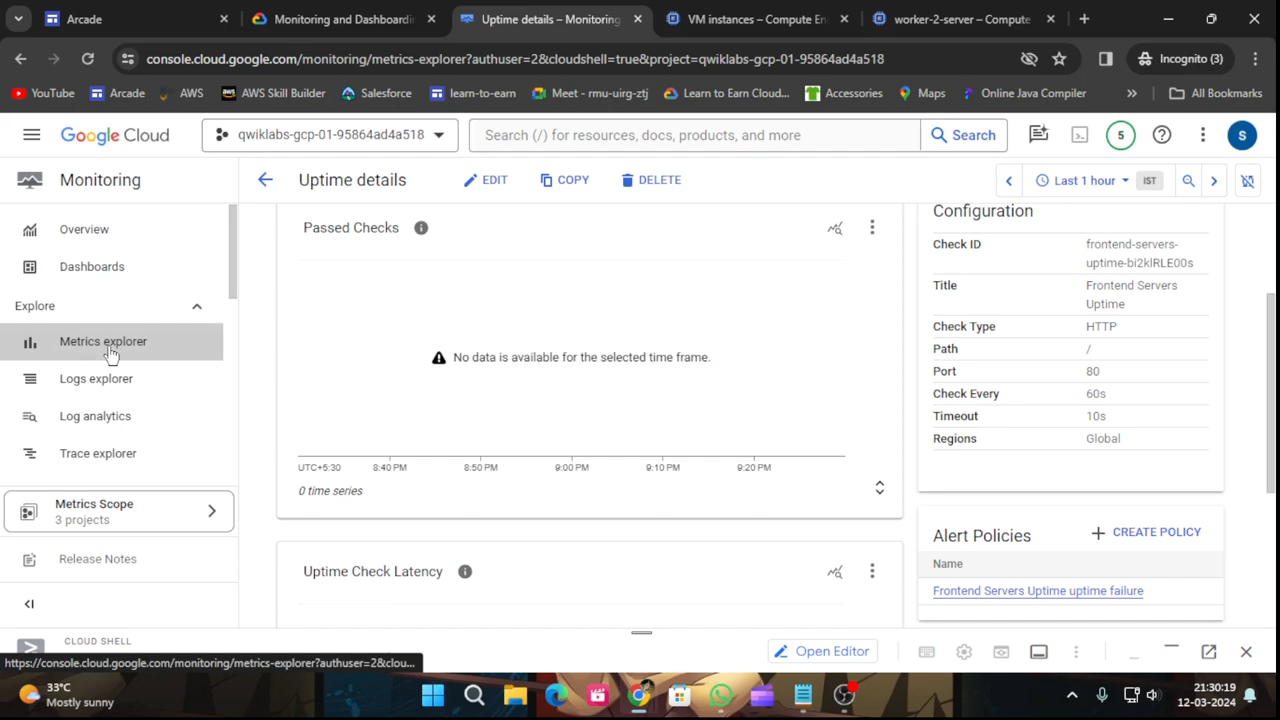 Arcade
Monitoring and Dashboardin
Uptime details – Monitoring
VM instances – Compute En
worker-2-server – Compute
console.cloud.google.com/monitoring/metrics-explorer?authuser=2&cloudshell=true&project=qwiklabs-gcp-01-95864ad4a518
Incognito (3)
YouTube
Arcade
AWS
AWS Skill Builder
Salesforce
learn-to-earn
Meet - rmu-uirg-ztj
Learn to Earn Cloud...
Accessories
Maps
Online Java Compiler
All Bookmarks
Google Cloud
qwiklabs-gcp-01-95864ad4a518
Search (/) for resources, docs, products, and more
Search
5
S
Monitoring
Uptime details
EDIT
COPY
DELETE
Last 1 hour
IST
Overview
Dashboards
Explore
Metrics explorer
Logs explorer
Log analytics
Trace explorer
Metrics Scope
3 projects
Release Notes
Passed Checks
No data is available for the selected time frame.
UTC+5:30
8:40 PM
8:50 PM
9:00 PM
9:10 PM
9:20 PM
0 time series
Uptime Check Latency
Configuration
Check ID
frontend-servers-
uptime-bi2klRLE00s
Title
Frontend Servers
Uptime
Check Type
HTTP
Path
/
Port
80
Check Every
60s
Timeout
10s
Regions
Global
Alert Policies
CREATE POLICY
Name
Frontend Servers Uptime uptime failure
CLOUD SHELL
Open Editor
https://console.cloud.google.com/monitoring/metrics-explorer?authuser=2&clou...
33°C
Mostly sunny
21:30:19
12-03-2024